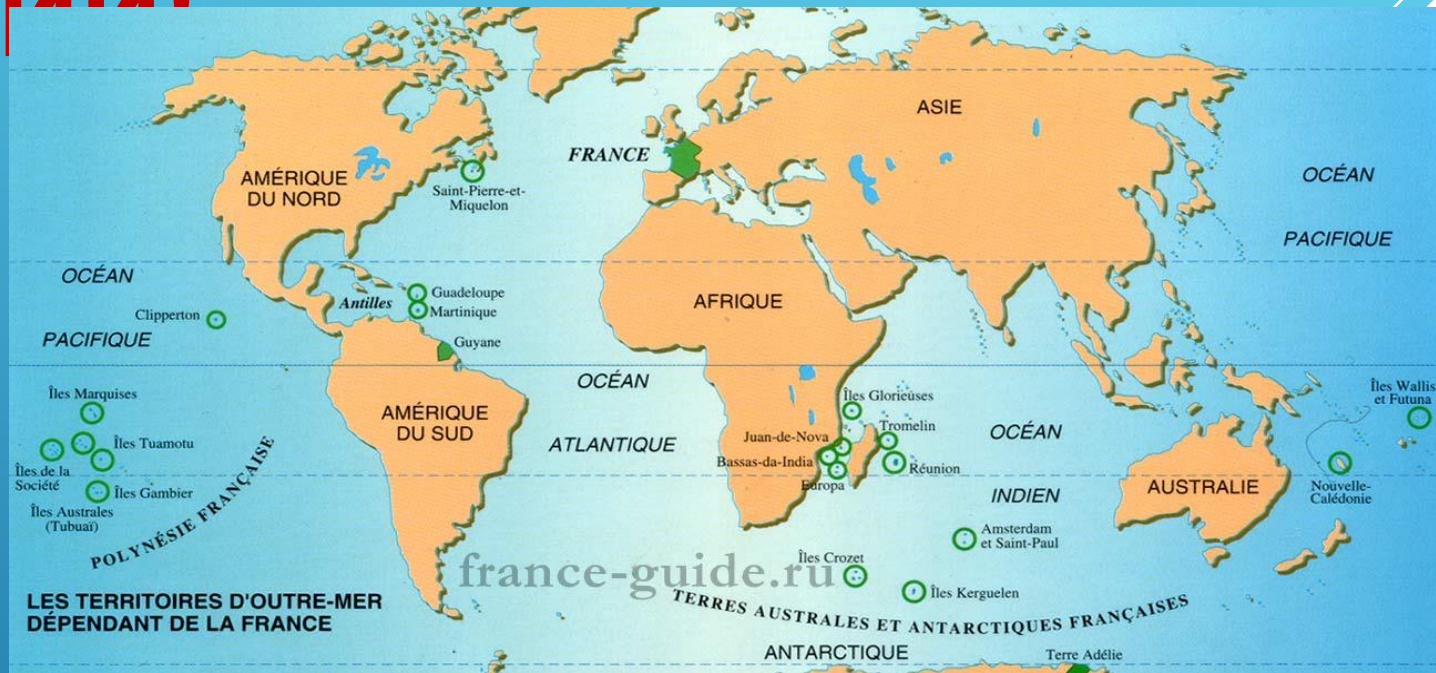 ASIE
FRANCE
AMÉRIQUE
DU NORD
Saint-Pierre-et-
Miquelon
OCÉAN
PACIFIQUE
OCÉAN
PACIFIQUE
Antilles
Guadeloupe
Martinique
AFRIQUE
Clipperton
Guyane
Îles Marquises
Îles Tuamotu
Îles de la
Société
Îles Gambier
Îles Australes
(Tubuaï)
POLYNÉSIE FRANÇAISE
AMÉRIQUE
DU SUD
OCÉAN
ATLANTIQUE
Îles Glorieuses
Juan-de-Nova
Tromelin
Bassas-da-India
Réunion
Europa
OCÉAN
INDIEN
AUSTRALIE
Îles Wallis
et Futuna
Nouvelle-
Calédonie
Amsterdam
et Saint-Paul
Îles Crozet
Îles Kerguelen
france-guide.ru
TERRES AUSTRALES ET ANTARCTIQUES FRANÇAISES
LES TERRITOIRES D'OUTRE-MER
DÉPENDANT DE LA FRANCE
ANTARCTIQUE
Terre Adélie